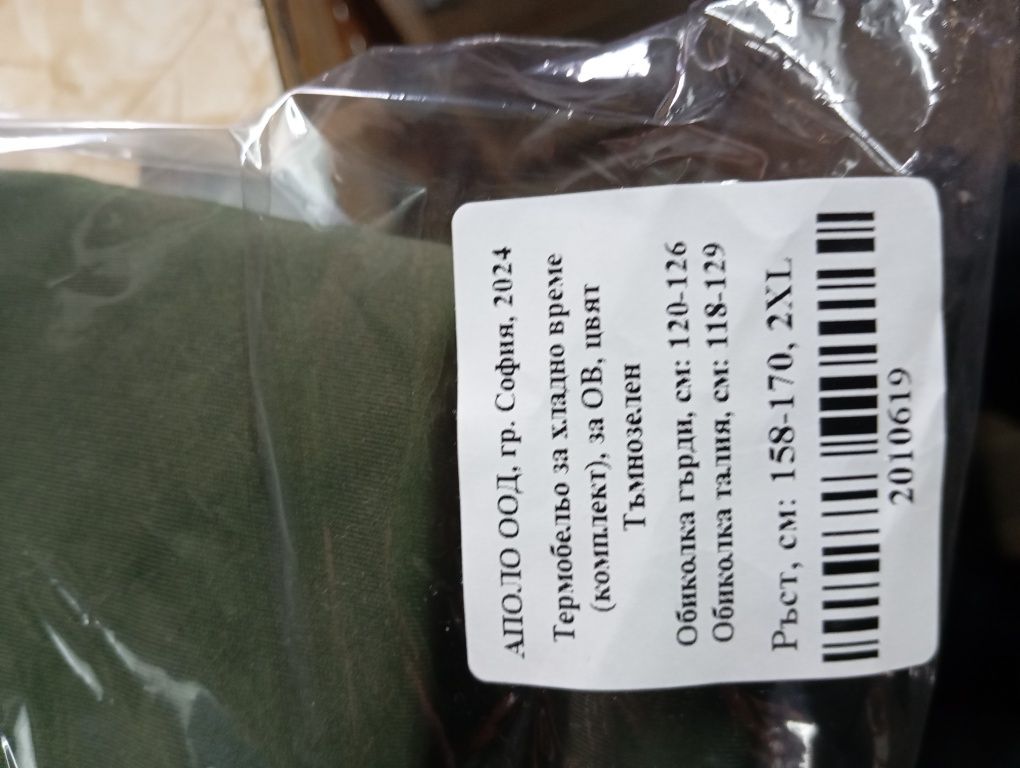 АПОЛО ООД, гр. София, 2024
Термобельо за хладно време
(комплект), за ОВ, цвят
Тъмнозелен
Обиколка гърди, см: 120-126
Обиколка талия, см: 118-129
Ръст, см: 158-170, 2XL
2010619